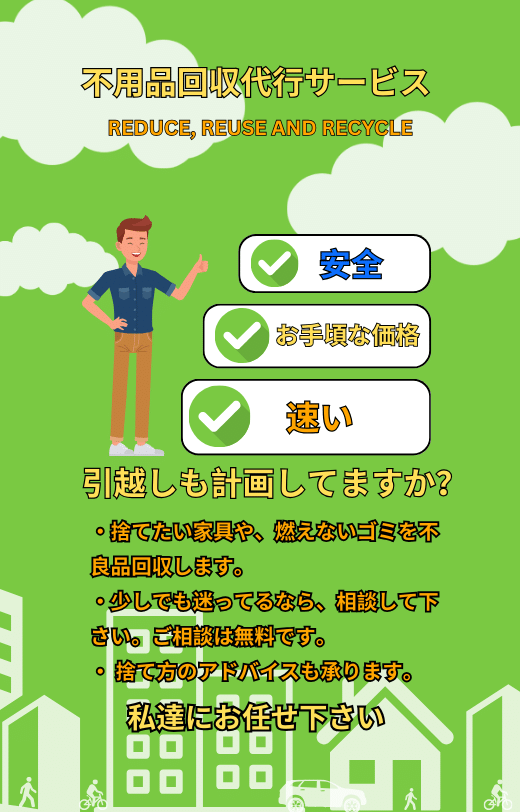 不用品回収代行サービス
REDUCE, REUSE AND RECYCLE
安全
お手頃な価格
速い
引越しも計画してますか?
・捨てたい家具や、燃えないゴミを不
良品回収します。
・少しでも迷ってるなら、相談して下
さい。ご相談は無料です。
・ 捨て方のアドバイスも承ります。
私達にお任せ下さい